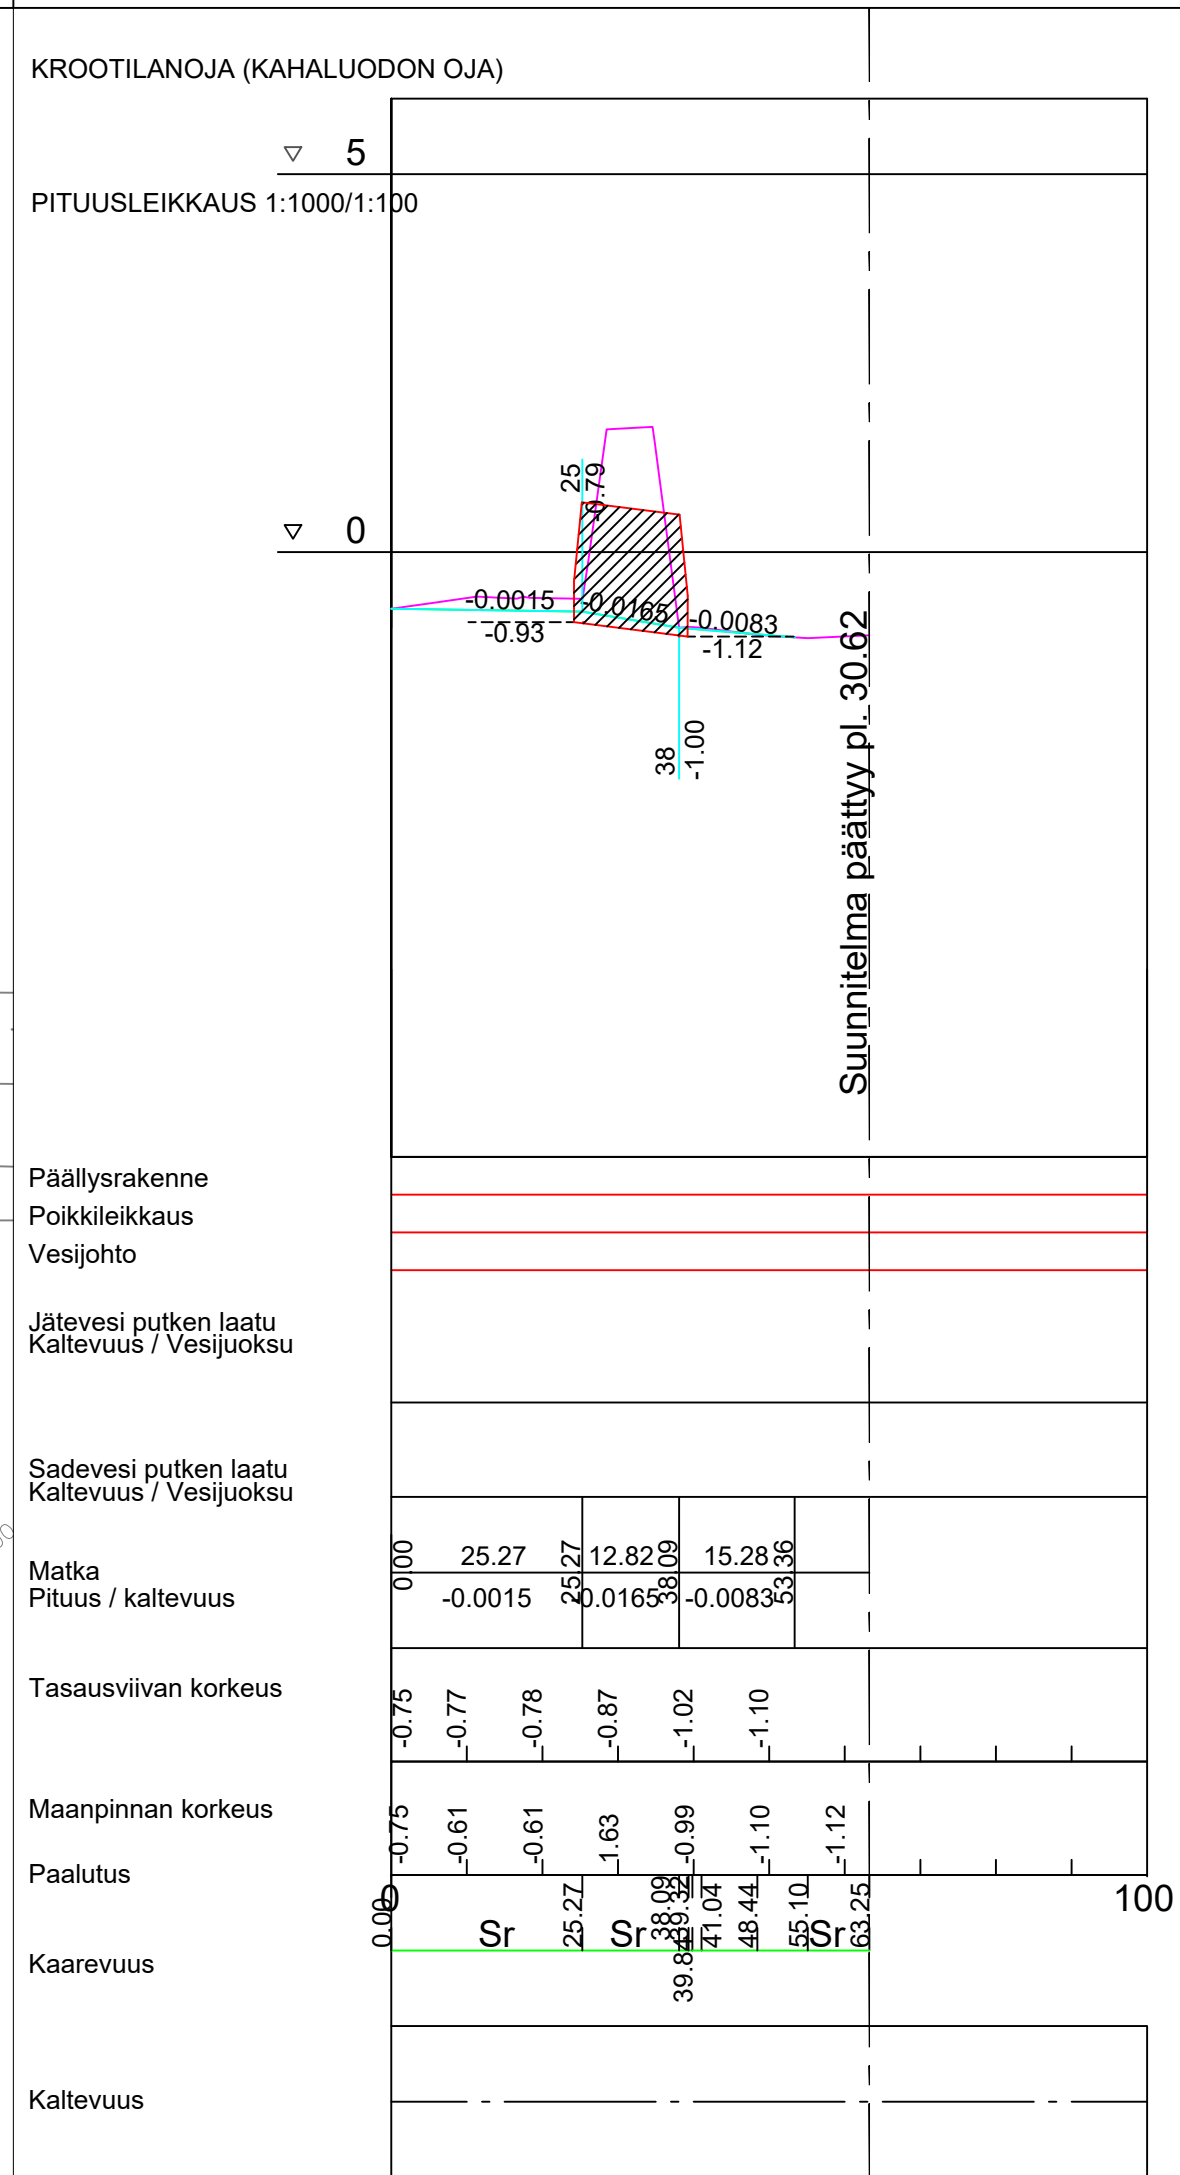 KROOTILANOJA (KAHALUODON OJA)
5
PITUUSLEIKKAUS 1:1000/1:100
25
-0.79
0
-0.0015
-0.0165
-0.0083
-0.93
-1.12
38
-1.00
Suunnitelma päättyy pl. 30.62
Päällysrakenne
Poikkileikkaus
Vesijohto
Jätevesi putken laatu
Kaltevuus / Vesijuoksu
Sadevesi putken laatu
Kaltevuus / Vesijuoksu
Matka
Pituus / kaltevuus
0.00 25.27 25.27 12.82 38.09 15.28 53.36
-0.0015 -0.0165 -0.0083
Tasausviivan korkeus
-0.75 -0.77 -0.78 -0.87 -1.02 -1.10
Maanpinnan korkeus
-0.75 -0.61 -0.61 1.63 -0.99 -1.10 -1.12
Paalutus
0 100
0.00 25.27 38.09 39.32 39.84 41.04 48.44 55.10 63.25
Sr Sr Sr
Kaarevuus
Kaltevuus